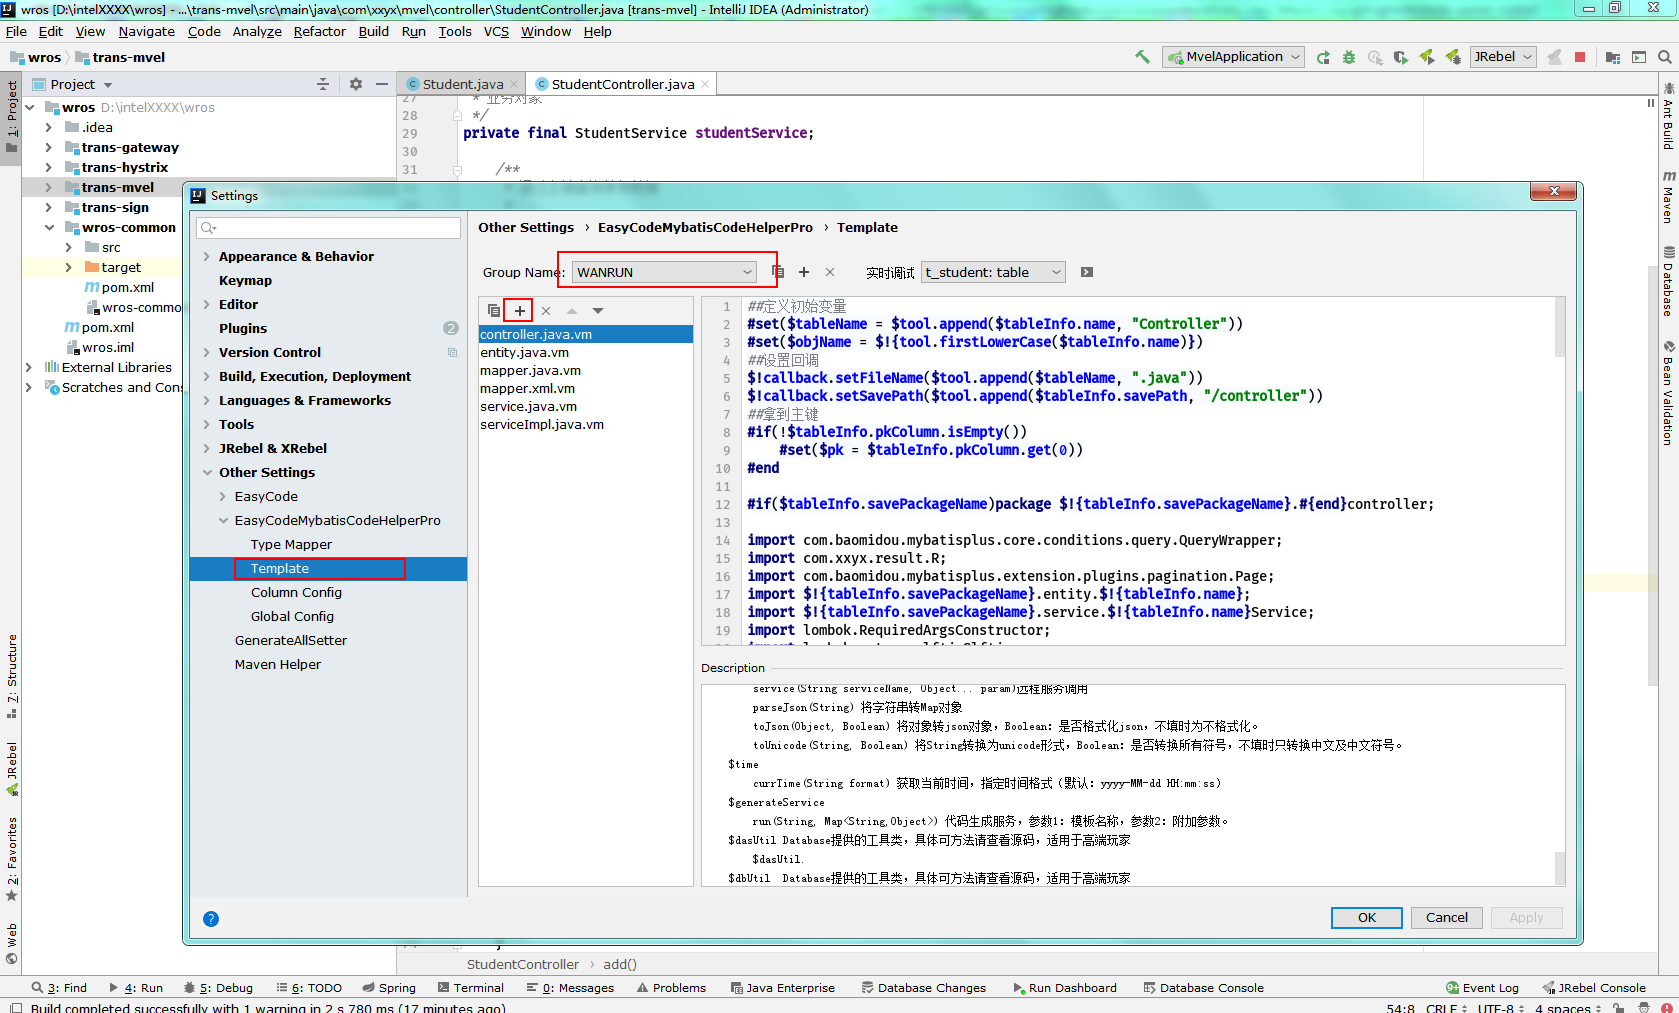 wros [D:\intelXXXX\wros] - ...\trans-mvel\src\main\java\com\xxyx\mvel\controller\StudentController.java [trans-mvel] - IntelliJ IDEA (Administrator)
File Edit View Navigate Code Analyze Refactor Build Run Tools VCS Window Help
wros trans-mvel
MvelApplication JRebel
Project
Student.java StudentController.java
1: Project
7: Structure
JRebel
2: Favorites
Web
Ant Build
Maven
Database
Bean Validation
wros D:\intelXXXX\wros
.idea
trans-gateway
trans-hystrix
trans-mvel
trans-sign
wros-common
src
target
pom.xml
wros-commo
pom.xml
wros.iml
External Libraries
Scratches and Con
27 * 业务对象
28 */
29 private final StudentService studentService;
30
31 /**
Settings
Appearance & Behavior
Keymap
Editor
Plugins 2
Version Control
Build, Execution, Deployment
Languages & Frameworks
Tools
JRebel & XRebel
Other Settings
EasyCode
EasyCodeMybatisCodeHelperPro
Type Mapper
Template
Column Config
Global Config
GenerateAllSetter
Maven Helper
Other Settings › EasyCodeMybatisCodeHelperPro › Template
Group Name: WANRUN 实时调试 t_student: table
controller.java.vm
entity.java.vm
mapper.java.vm
mapper.xml.vm
service.java.vm
serviceImpl.java.vm
1 ##定义初始变量
2 #set($tableName = $tool.append($tableInfo.name, "Controller"))
3 #set($objName = $!{tool.firstLowerCase($tableInfo.name)})
4 ##设置回调
5 $!callback.setFileName($tool.append($tableName, ".java"))
6 $!callback.setSavePath($tool.append($tableInfo.savePath, "/controller"))
7 ##拿到主键
8 #if(!$tableInfo.pkColumn.isEmpty())
9 #set($pk = $tableInfo.pkColumn.get(0))
10 #end
11
12 #if($tableInfo.savePackageName)package $!{tableInfo.savePackageName}.#{end}controller;
13
14 import com.baomidou.mybatisplus.core.conditions.query.QueryWrapper;
15 import com.xxyx.result.R;
16 import com.baomidou.mybatisplus.extension.plugins.pagination.Page;
17 import $!{tableInfo.savePackageName}.entity.$!{tableInfo.name};
18 import $!{tableInfo.savePackageName}.service.$!{tableInfo.name}Service;
19 import lombok.RequiredArgsConstructor;
Description
service(String serviceName, Object... param)远程服务调用
parseJson(String) 将字符串转Map对象
toJson(Object, Boolean) 将对象转json对象，Boolean：是否格式化json，不填时为不格式化。
toUnicode(String, Boolean) 将String转换为unicode形式，Boolean：是否转换所有符号，不填时只转换中文及中文符号。
$time
currTime(String format) 获取当前时间，指定时间格式（默认：yyyy-MM-dd HH:mm:ss）
$generateService
run(String, Map<String,Object>) 代码生成服务，参数1：模板名称，参数2：附加参数。
$dasUtil Database提供的工具类，具体可方法请查看源码，适用于高端玩家
$dasUtil.
$dbUtil Database提供的工具类，具体可方法请查看源码，适用于高端玩家
? OK Cancel Apply
StudentController › add()
3: Find 4: Run 5: Debug 6: TODO Spring Terminal 0: Messages Problems Java Enterprise Database Changes Run Dashboard Database Console Event Log JRebel Console
Build completed successfully with 1 warning in 2 s 780 ms (17 minutes ago) 54:8 CRLF UTF-8 4 spaces